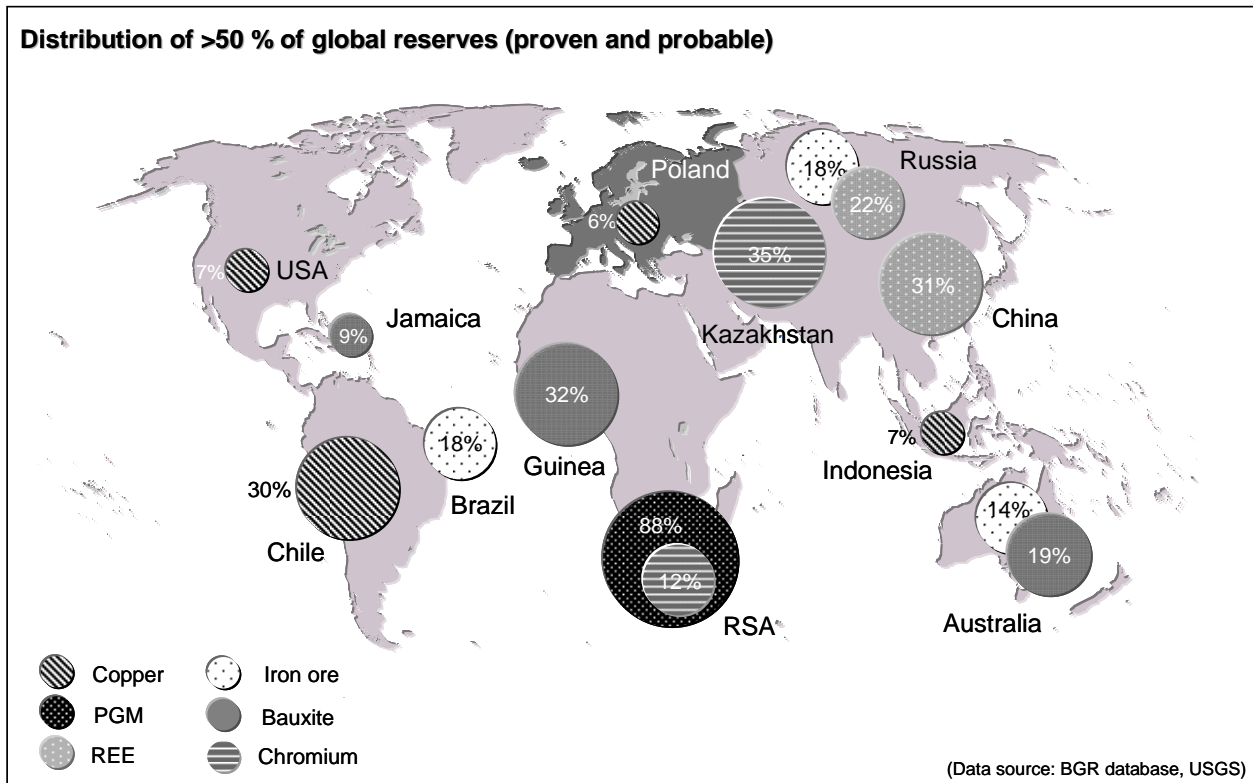 Distribution of >50 % of global reserves (proven and probable)
Poland
18%
Russia
22%
6%
35%
7%
USA
31%
Jamaica
9%
Kazakhstan
China
32%
7%
18%
Guinea
Indonesia
30%
Brazil
14%
88%
Chile
19%
12%
RSA
Australia
Copper
Iron ore
PGM
Bauxite
REE
Chromium
(Data source: BGR database, USGS)